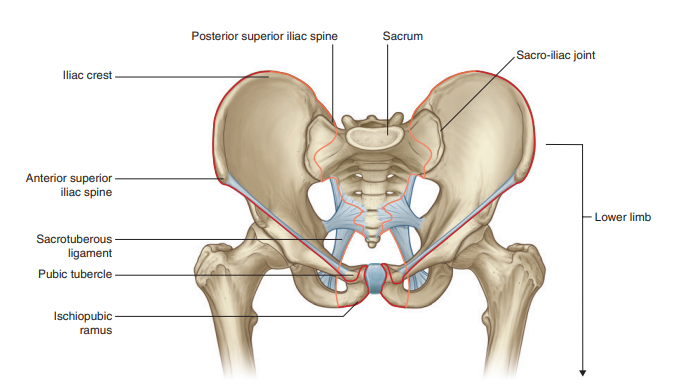 Posterior superior iliac spine
Sacrum
Sacro-iliac joint
Iliac crest
Anterior superior
iliac spine
Lower limb
Sacrotuberous
ligament
Pubic tubercle
Ischiopubic
ramus